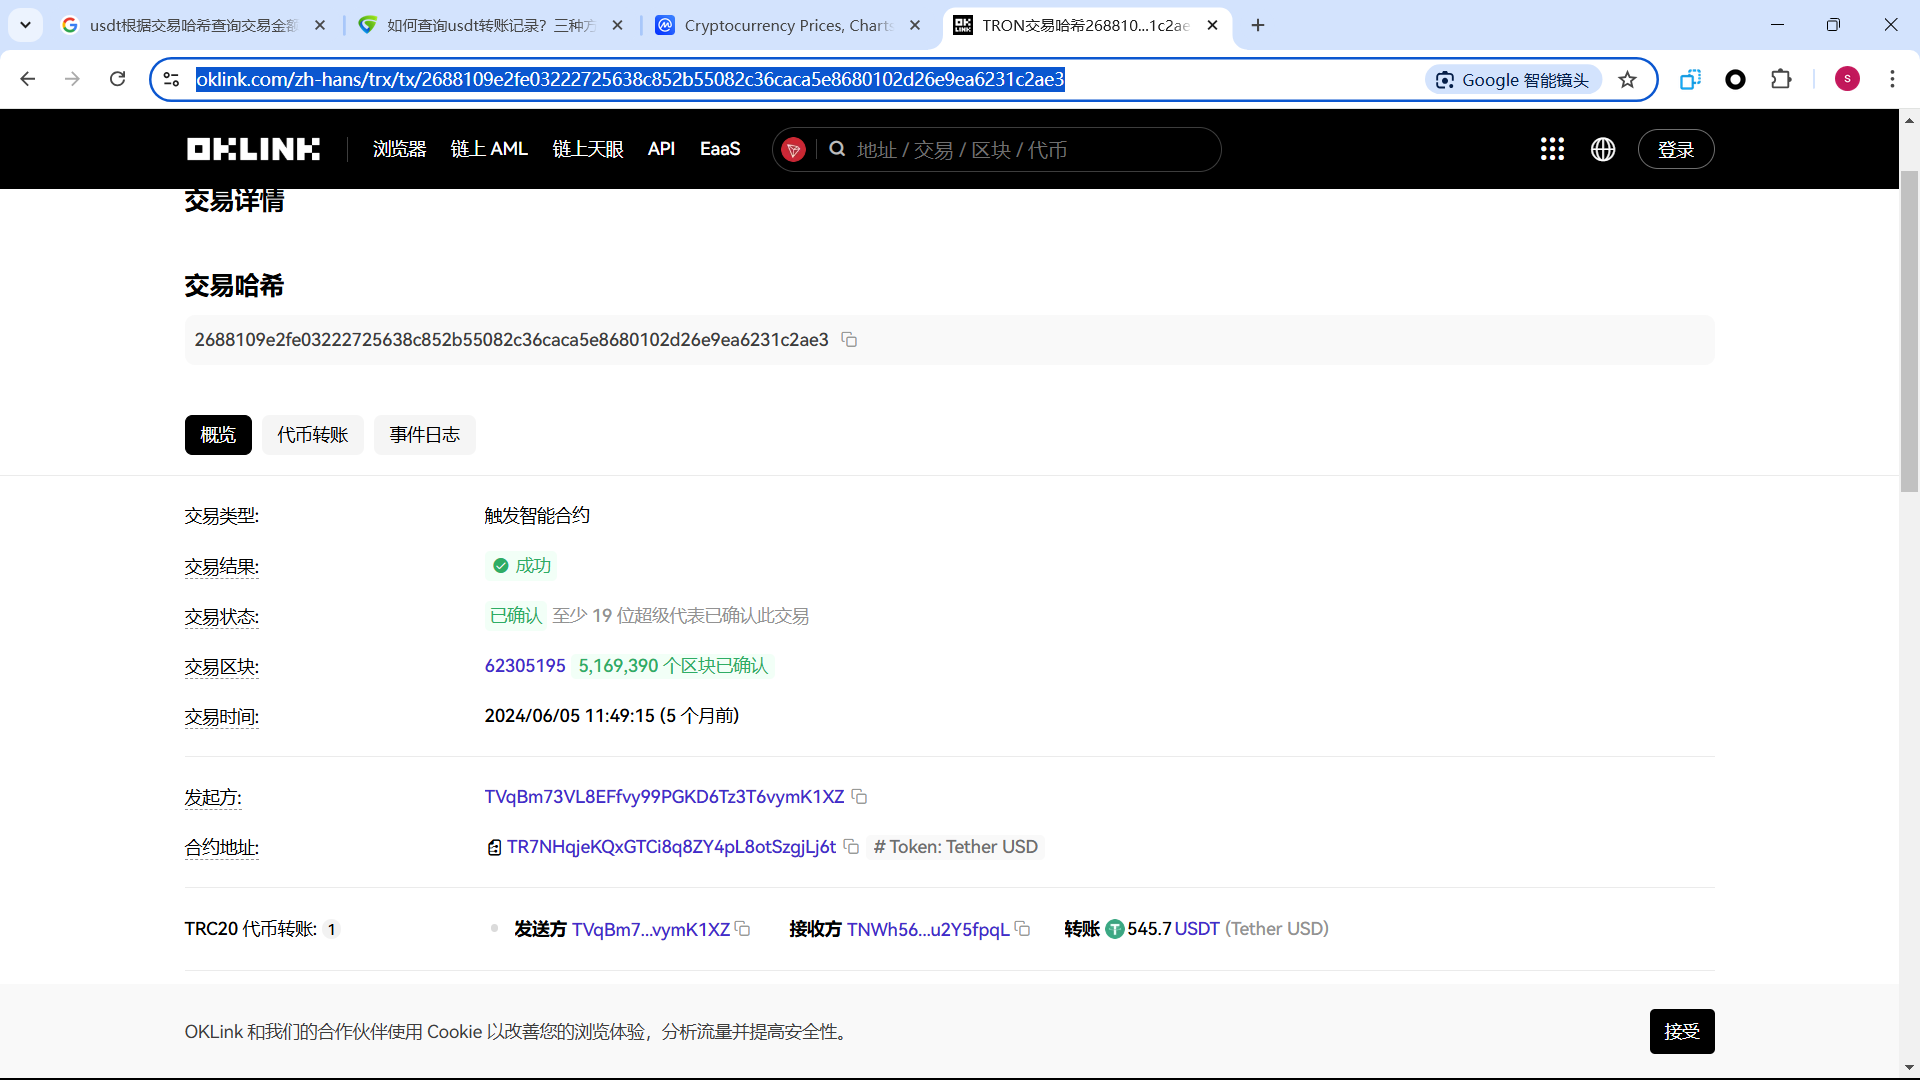 usdt根据交易哈希查询交易金额
如何查询usdt转账记录？三种方
Cryptocurrency Prices, Charts
TRON交易哈希268810...1c2ae
oklink.com/zh-hans/trx/tx/2688109e2fe03222725638c852b55082c36caca5e8680102d26e9ea6231c2ae3
Google 智能镜头
s
OKLINK
浏览器 链上 AML 链上天眼 API EaaS
地址 / 交易 / 区块 / 代币
登录
交易详情
交易哈希
2688109e2fe03222725638c852b55082c36caca5e8680102d26e9ea6231c2ae3
概览 代币转账 事件日志
交易类型: 触发智能合约
交易结果: 成功
交易状态: 已确认 至少 19 位超级代表已确认此交易
交易区块: 62305195 5,169,390 个区块已确认
交易时间: 2024/06/05 11:49:15 (5 个月前)
发起方: TVqBm73VL8EFfvy99PGKD6Tz3T6vymK1XZ
合约地址: TR7NHqjeKQxGTCi8q8ZY4pL8otSzgjLj6t # Token: Tether USD
TRC20 代币转账: 1 发送方 TVqBm7...vymK1XZ 接收方 TNWh56...u2Y5fpqL 转账 545.7 USDT (Tether USD)
OKLink 和我们的合作伙伴使用 Cookie 以改善您的浏览体验，分析流量并提高安全性。
接受